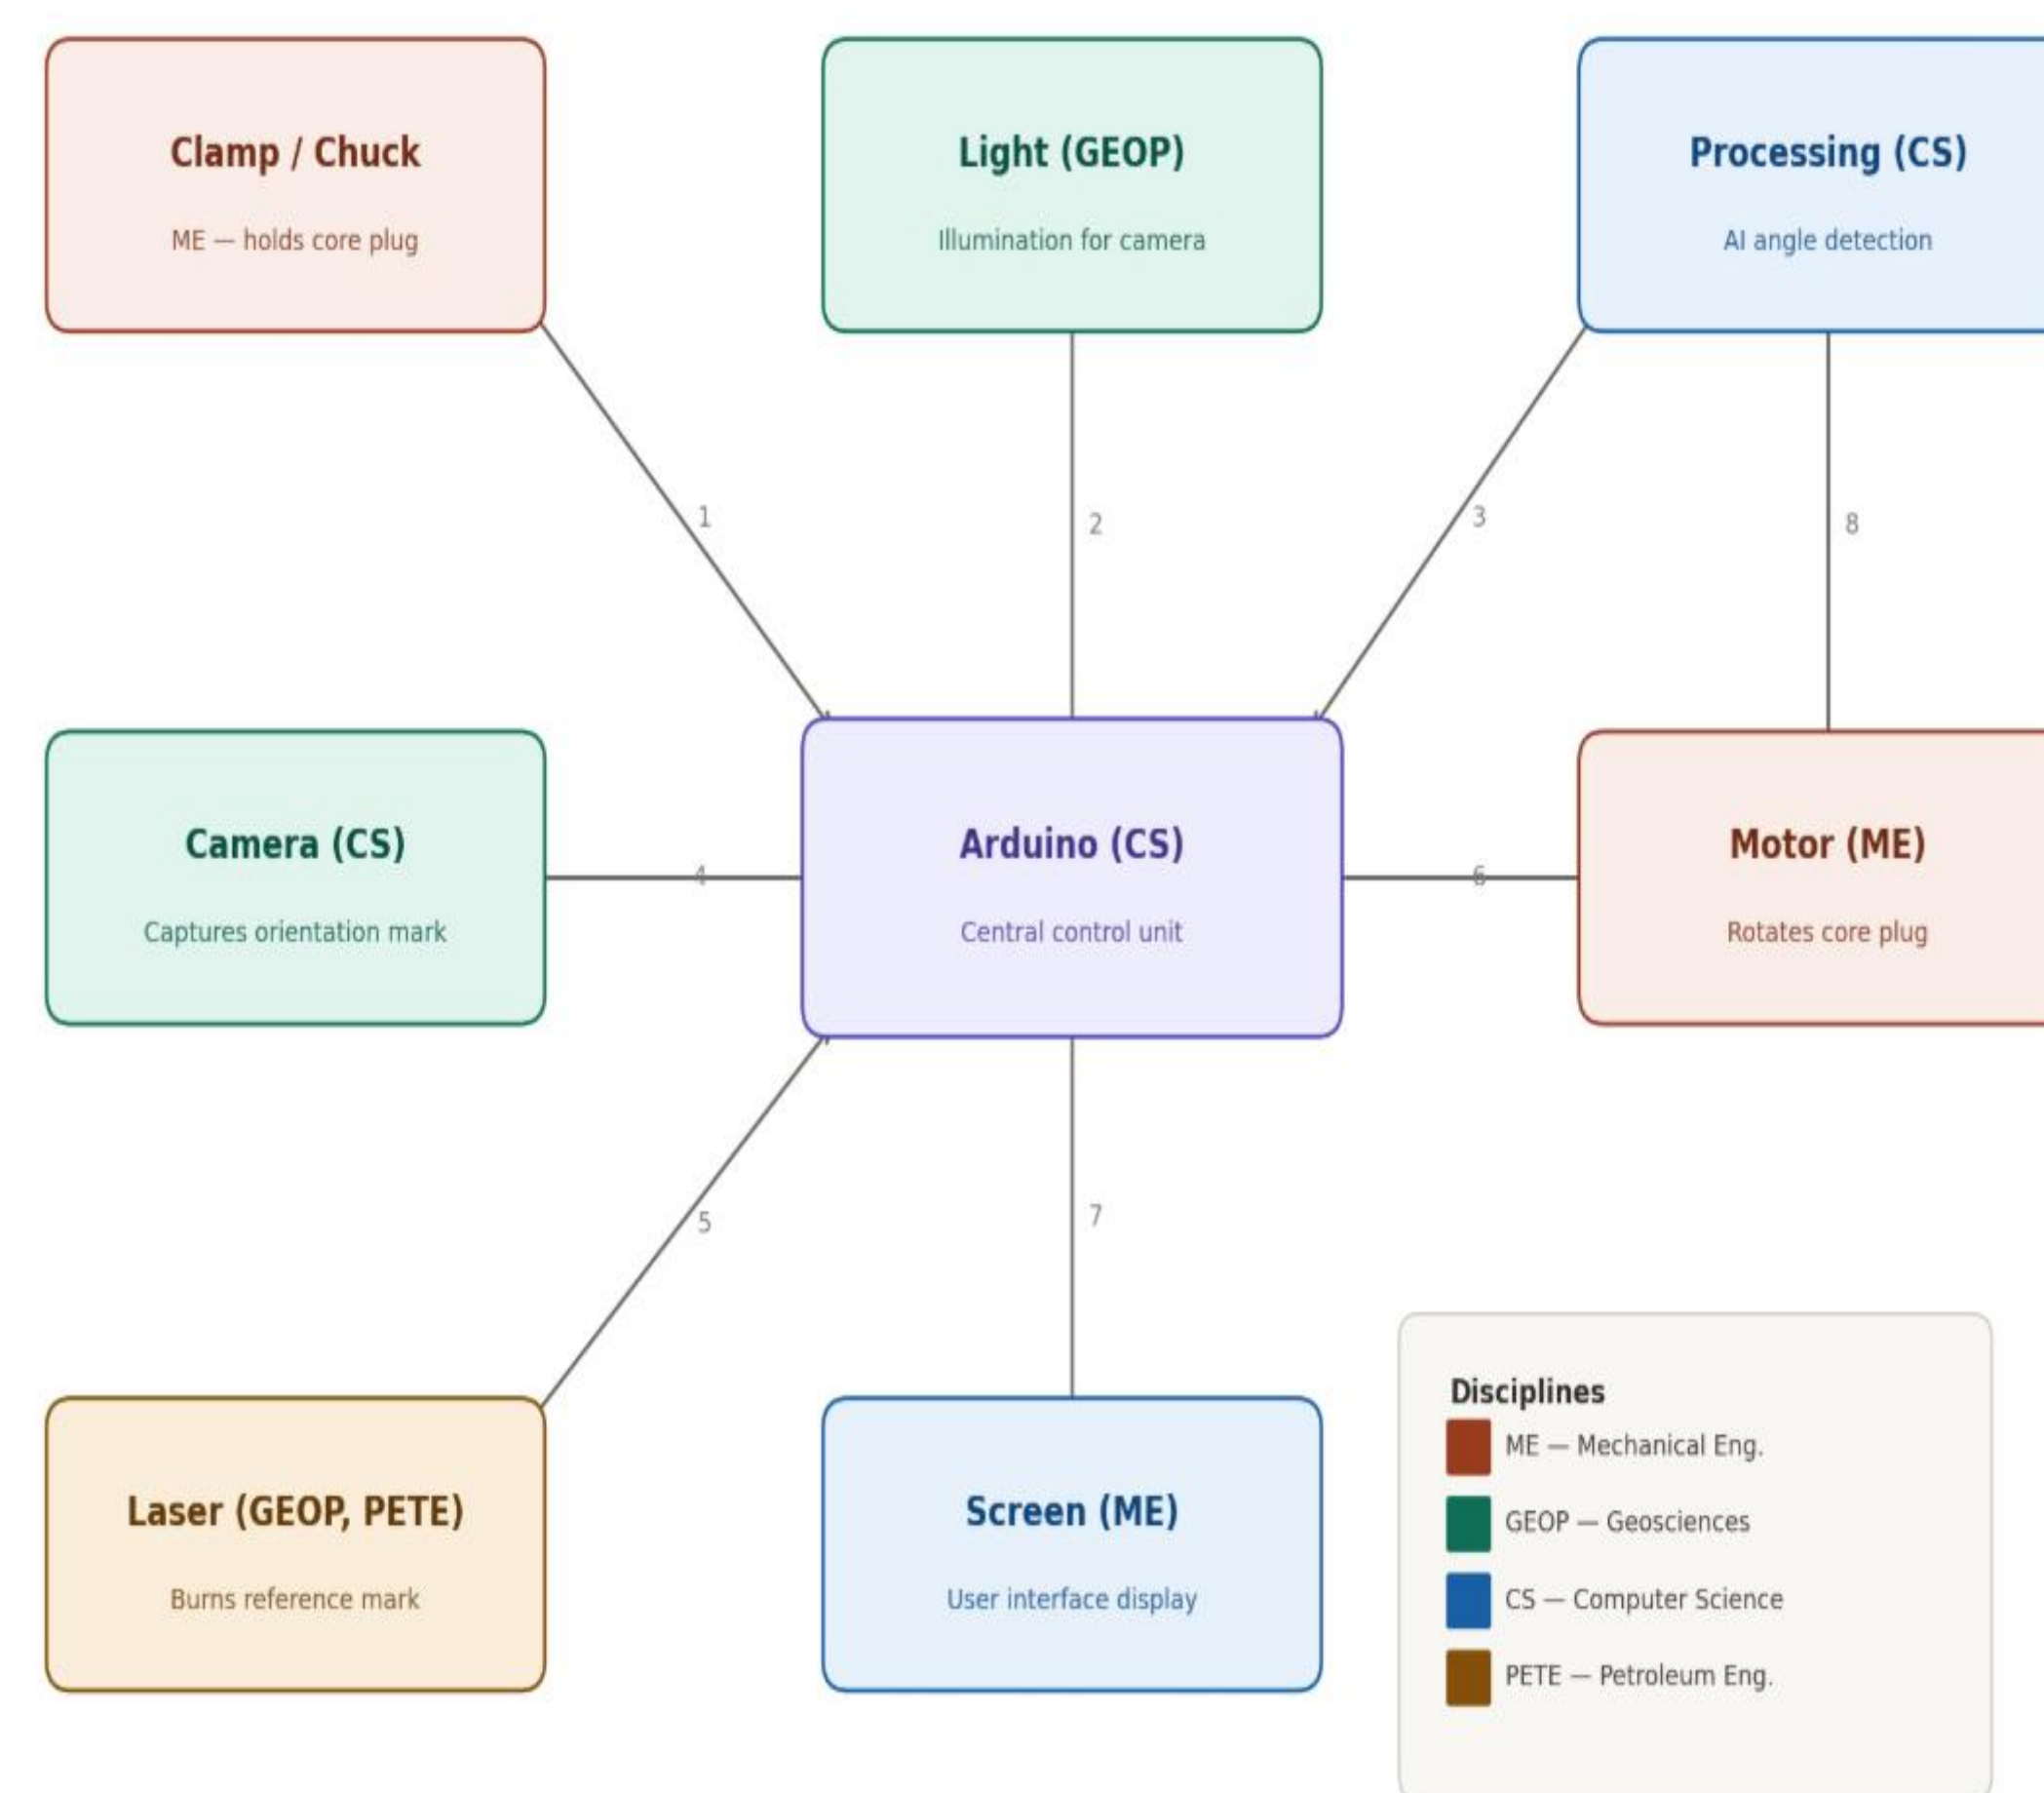 Clamp / Chuck
ME — holds core plug
Light (GEOP)
Illumination for camera
Processing (CS)
AI angle detection
1
2
3
8
Camera (CS)
Captures orientation mark
4
Arduino (CS)
Central control unit
6
Motor (ME)
Rotates core plug
5
7
Laser (GEOP, PETE)
Burns reference mark
Screen (ME)
User interface display
Disciplines
ME — Mechanical Eng.
GEOP — Geosciences
CS — Computer Science
PETE — Petroleum Eng.